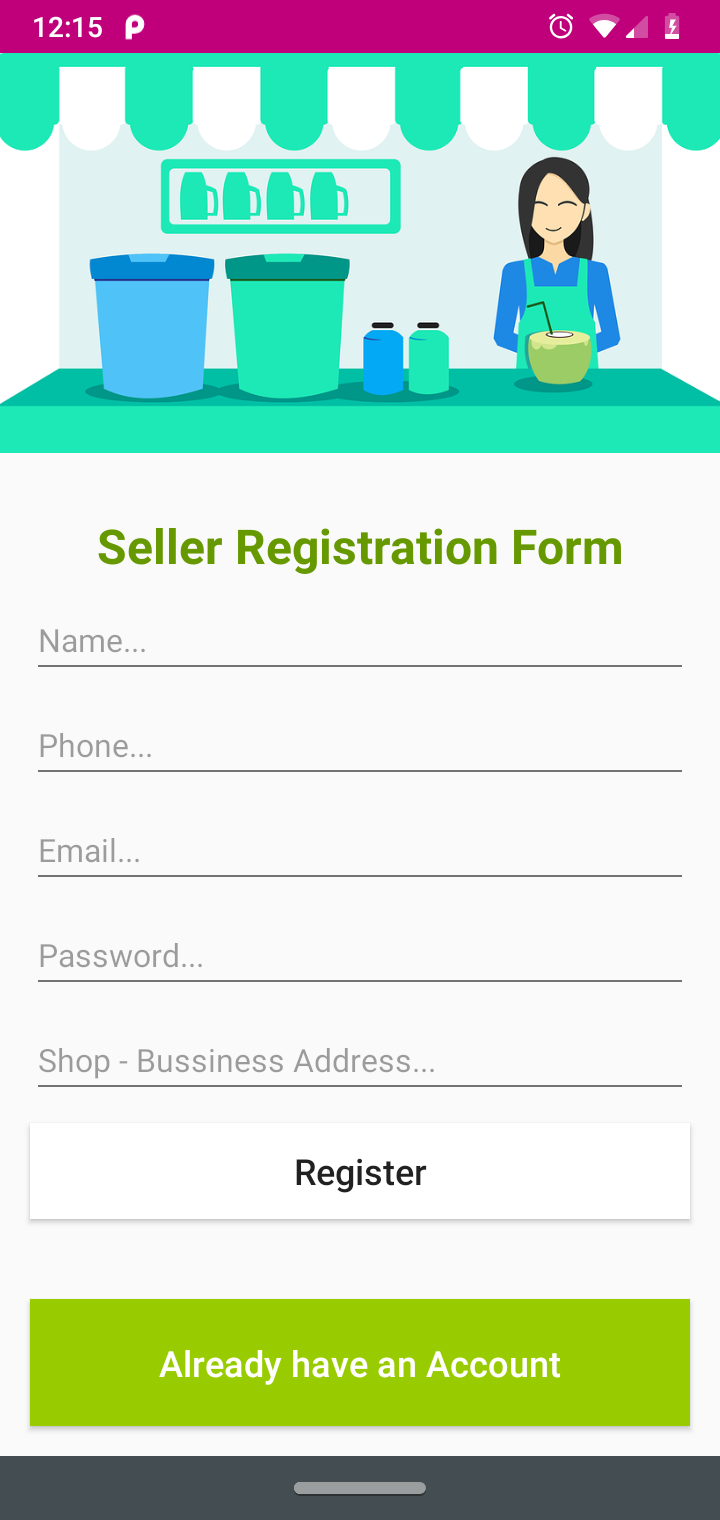 12:15
Seller Registration Form
Name...
Phone...
Email...
Password...
Shop - Bussiness Address...
Register
Already have an Account